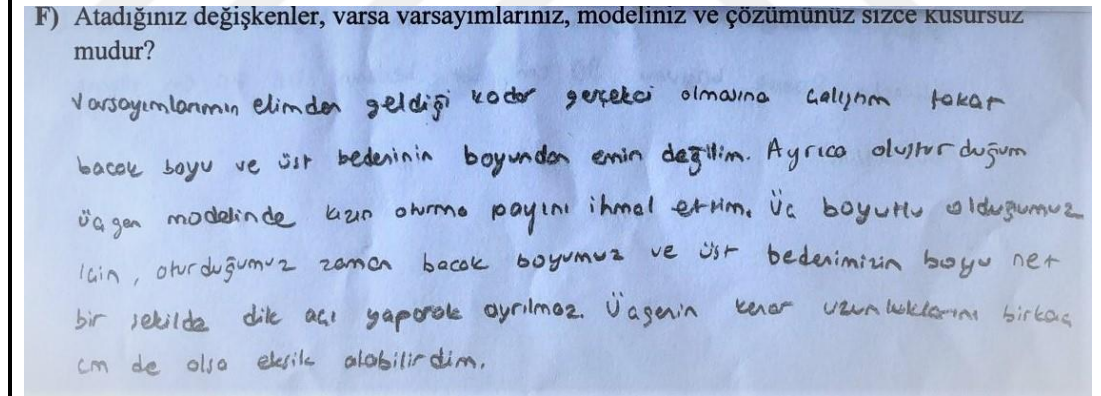 F) Atadığınız değişkenler, varsa varsayımlarınız, modeliniz ve çözümünüz sizce kusursuz
mudur?
Varsayımlarımın elimden geldiği kadar gerçekçi olmasına çalıştım fakat
bacak boyu ve üst bedeninin boyundan emin değilim. Ayrıca oluşturduğum
üçgen modelinde kızın oturma payını ihmal ettim. Üç boyutlu olduğumuz
için, oturduğumuz zaman bacak boyumuz ve üst bedenimizin boyu net
bir şekilde dik açı yaparak ayrılmaz. Üçgenin kenar uzunluklarını birkaç
cm de olsa eksik alabilirdim.